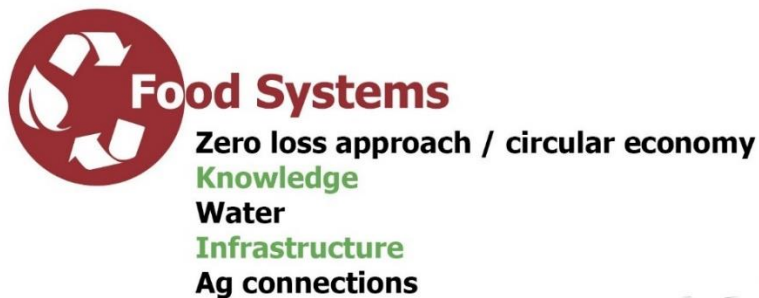 Food Systems
Zero loss approach / circular economy
Knowledge
Water
Infrastructure
Ag connections